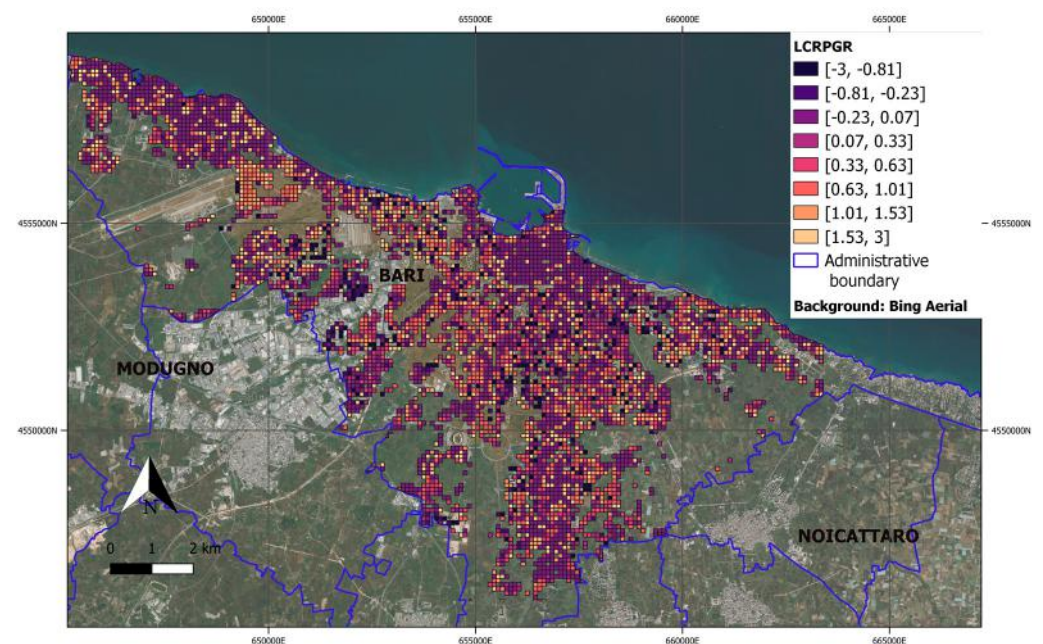 650000E 655000E 660000E 665000E
LCRPGR
[-3, -0.81]
[-0.81, -0.23]
[-0.23, 0.07]
[0.07, 0.33]
[0.33, 0.63]
[0.63, 1.01]
[1.01, 1.53]
[1.53, 3]
Administrative
boundary
Background: Bing Aerial
4555000N 4555000N
BARI
MODUGNO
4550000N 4550000N
N
NOICATTARO
0 1 2 km
650000E 655000E 660000E 665000E